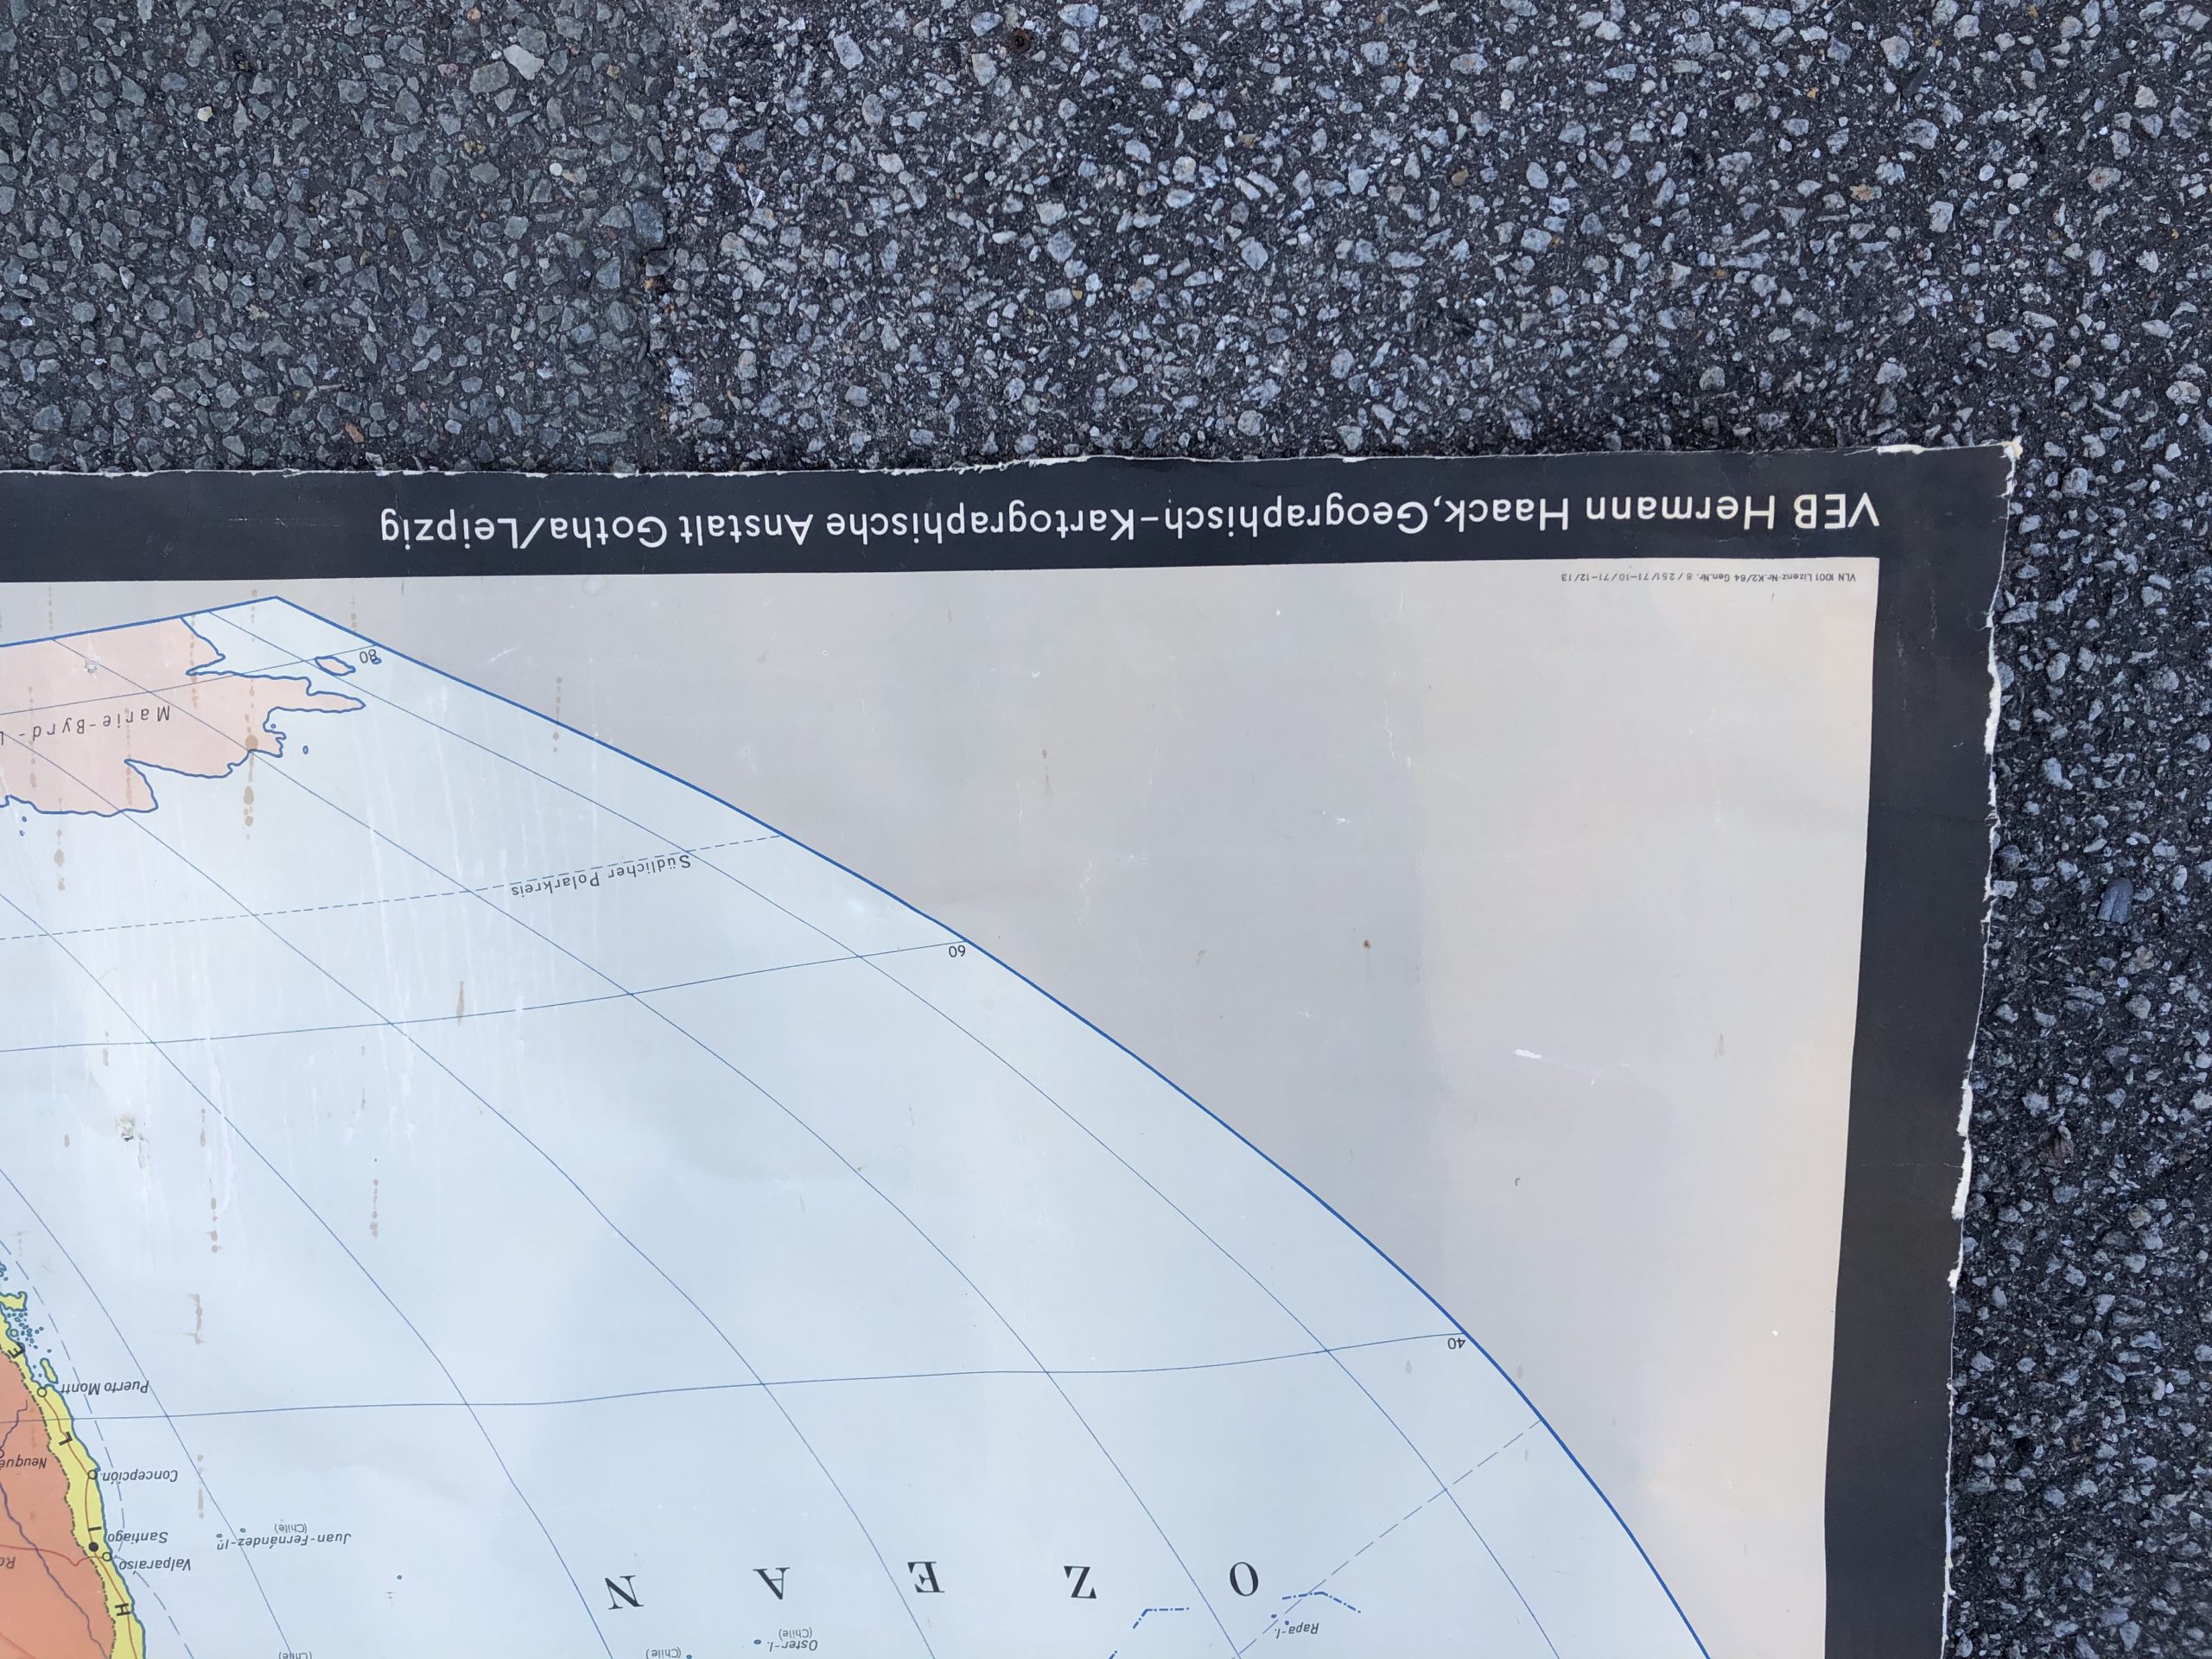 VEB Hermann Haack, Geographisch-Kartographische Anstalt Gotha/Leipzig
VLN 1001 Lizenz-Nr. K2/64 Gen.Nr. 8 / 251/71-10/71-12/13
80
Marie-Byrd-
Südlicher Polarkreis
60
40
Puerto Montt
Concepción
Santiago
Valparaíso
Juan-Fernández-In
(Chile)
C H I L E
O Z E A N
Rapa-I.
Oster-I.
(Chile)
(Chile)
(Chile)